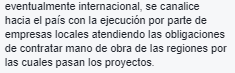 eventualmente internacional, se canalice
hacia el país con la ejecución por parte de
empresas locales atendiendo las obligaciones
de contratar mano de obra de las regiones por
las cuales pasan los proyectos.